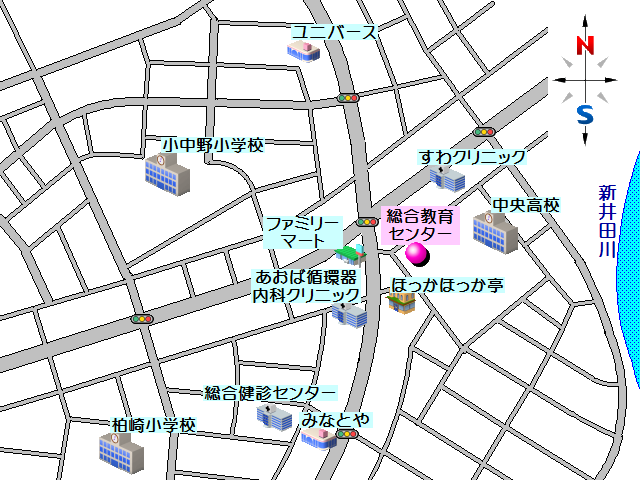 ユニバース
N
S
小中野小学校
すわクリニック
新井田川
中央高校
総合教育
センター
ファミリー
マート
あおば循環器
内科クリニック
ほっかほっか亭
総合健診センター
みなとや
柏崎小学校